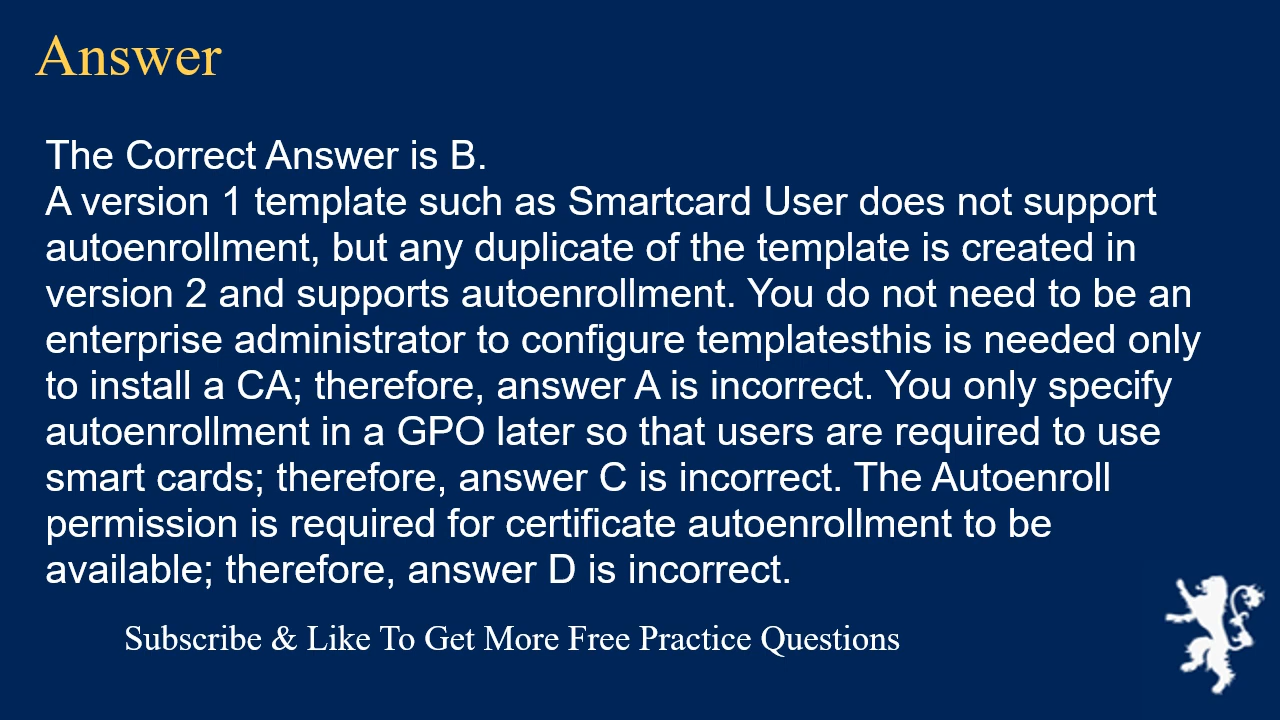 Answer
The Correct Answer is B.
A version 1 template such as Smartcard User does not support
autoenrollment, but any duplicate of the template is created in
version 2 and supports autoenrollment. You do not need to be an
enterprise administrator to configure templatesthis is needed only
to install a CA; therefore, answer A is incorrect. You only specify
autoenrollment in a GPO later so that users are required to use
smart cards; therefore, answer C is incorrect. The Autoenroll
permission is required for certificate autoenrollment to be
available; therefore, answer D is incorrect.
Subscribe & Like To Get More Free Practice Questions